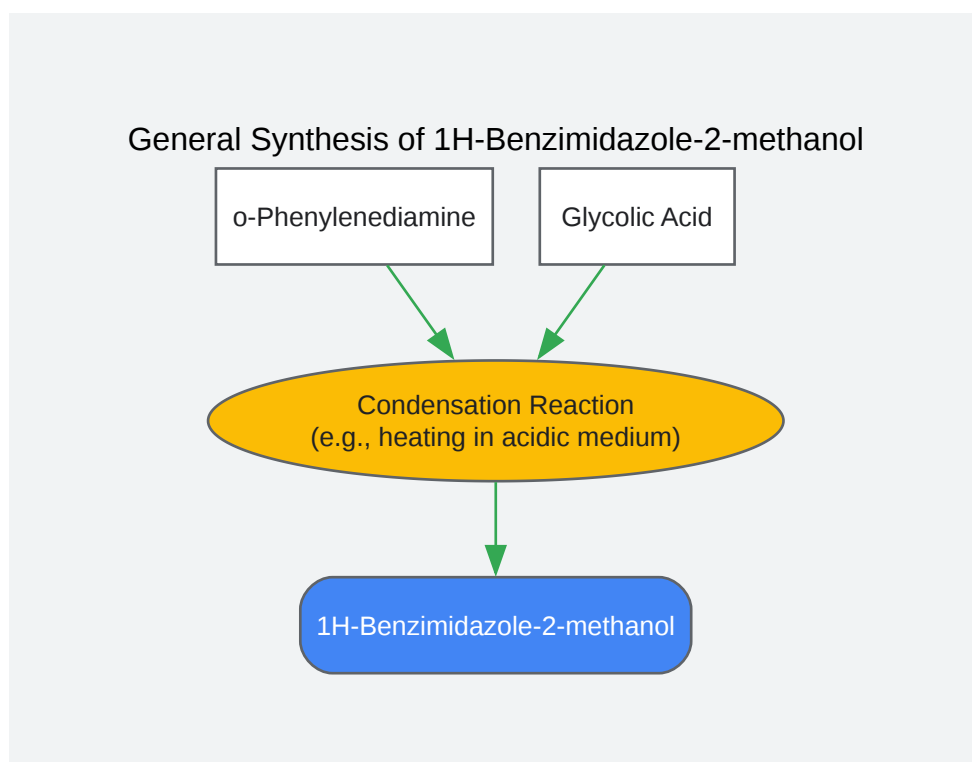 General Synthesis of 1H-Benzimidazole-2-methanol
o-Phenylenediamine
Glycolic Acid
Condensation Reaction
(e.g., heating in acidic medium)
1H-Benzimidazole-2-methanol